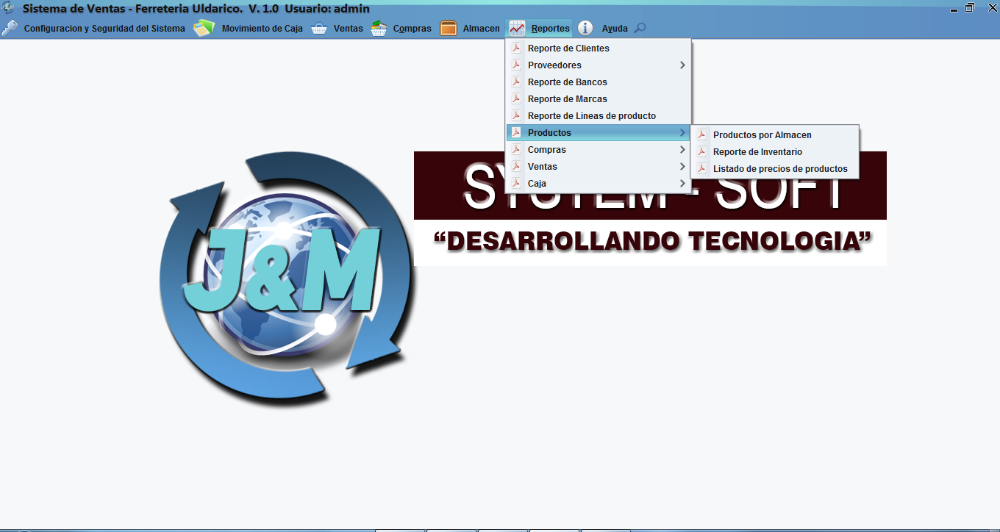 Sistema de Ventas - Ferreteria Uldarico. V. 1.0 Usuario: admin
Configuracion y Seguridad del Sistema Movimiento de Caja Ventas Compras Almacen Reportes Ayuda
Reporte de Clientes
Proveedores
Reporte de Bancos
Reporte de Marcas
Reporte de Lineas de producto
Productos
Compras
Ventas
Caja
Productos por Almacen
Reporte de Inventario
Listado de precios de productos
SYSTEM - SOFT
“DESARROLLANDO TECNOLOGIA”
J&M